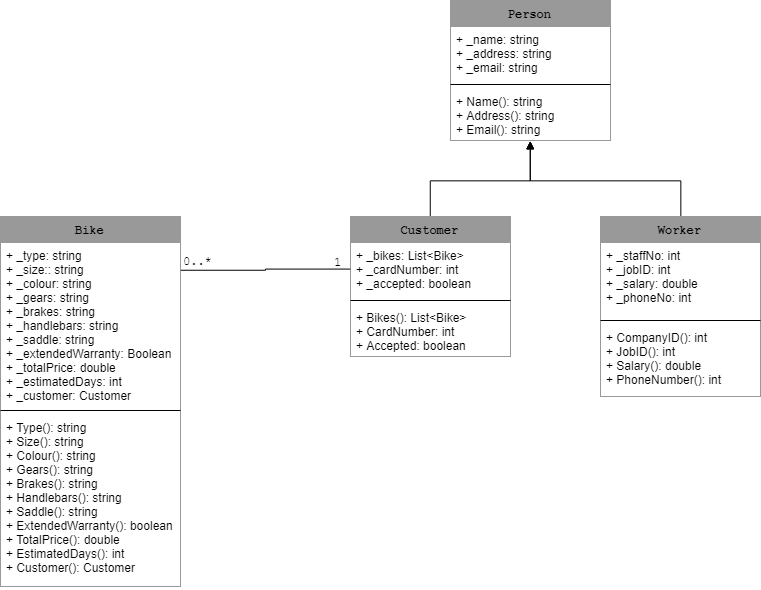 Person
+ _name: string
+ _address: string
+ _email: string
+ Name(): string
+ Address(): string
+ Email(): string
Bike
+ _type: string
+ _size:: string
+ _colour: string
+ _gears: string
+ _brakes: string
+ _handlebars: string
+ _saddle: string
+ _extendedWarranty: Boolean
+ _totalPrice: double
+ _estimatedDays: int
+ _customer: Customer
+ Type(): string
+ Size(): string
+ Colour(): string
+ Gears(): string
+ Brakes(): string
+ Handlebars(): string
+ Saddle(): string
+ ExtendedWarranty(): boolean
+ TotalPrice(): double
+ EstimatedDays(): int
+ Customer(): Customer
0..*
1
Customer
+ _bikes: List<Bike>
+ _cardNumber: int
+ _accepted: boolean
+ Bikes(): List<Bike>
+ CardNumber: int
+ Accepted: boolean
Worker
+ _staffNo: int
+ _jobID: int
+ _salary: double
+ _phoneNo: int
+ CompanyID(): int
+ JobID(): int
+ Salary(): double
+ PhoneNumber(): int